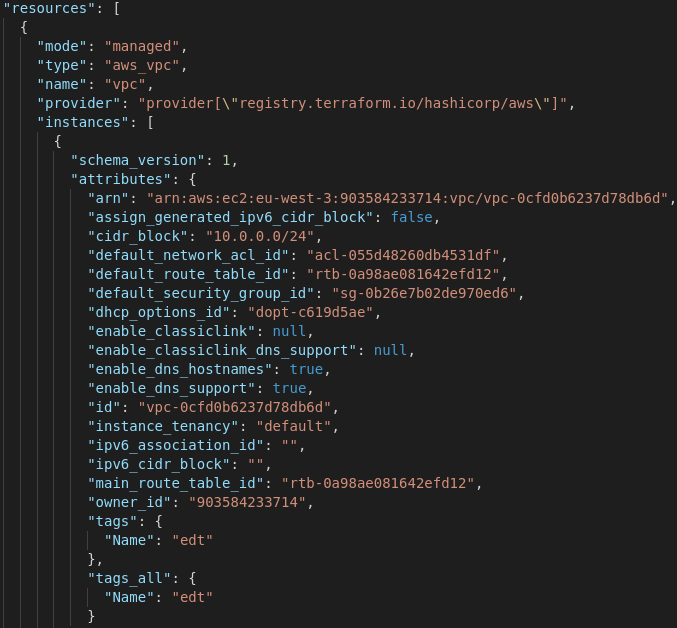 "resources": [
{
"mode": "managed",
"type": "aws_vpc",
"name": "vpc",
"provider": "provider[\"registry.terraform.io/hashicorp/aws\"]",
"instances": [
{
"schema_version": 1,
"attributes": {
"arn": "arn:aws:ec2:eu-west-3:903584233714:vpc/vpc-0cfd0b6237d78db6d",
"assign_generated_ipv6_cidr_block": false,
"cidr_block": "10.0.0.0/24",
"default_network_acl_id": "acl-055d48260db4531df",
"default_route_table_id": "rtb-0a98ae081642efd12",
"default_security_group_id": "sg-0b26e7b02de970ed6",
"dhcp_options_id": "dopt-c619d5ae",
"enable_classiclink": null,
"enable_classiclink_dns_support": null,
"enable_dns_hostnames": true,
"enable_dns_support": true,
"id": "vpc-0cfd0b6237d78db6d",
"instance_tenancy": "default",
"ipv6_association_id": "",
"ipv6_cidr_block": "",
"main_route_table_id": "rtb-0a98ae081642efd12",
"owner_id": "903584233714",
"tags": {
"Name": "edt"
},
"tags_all": {
"Name": "edt"
}